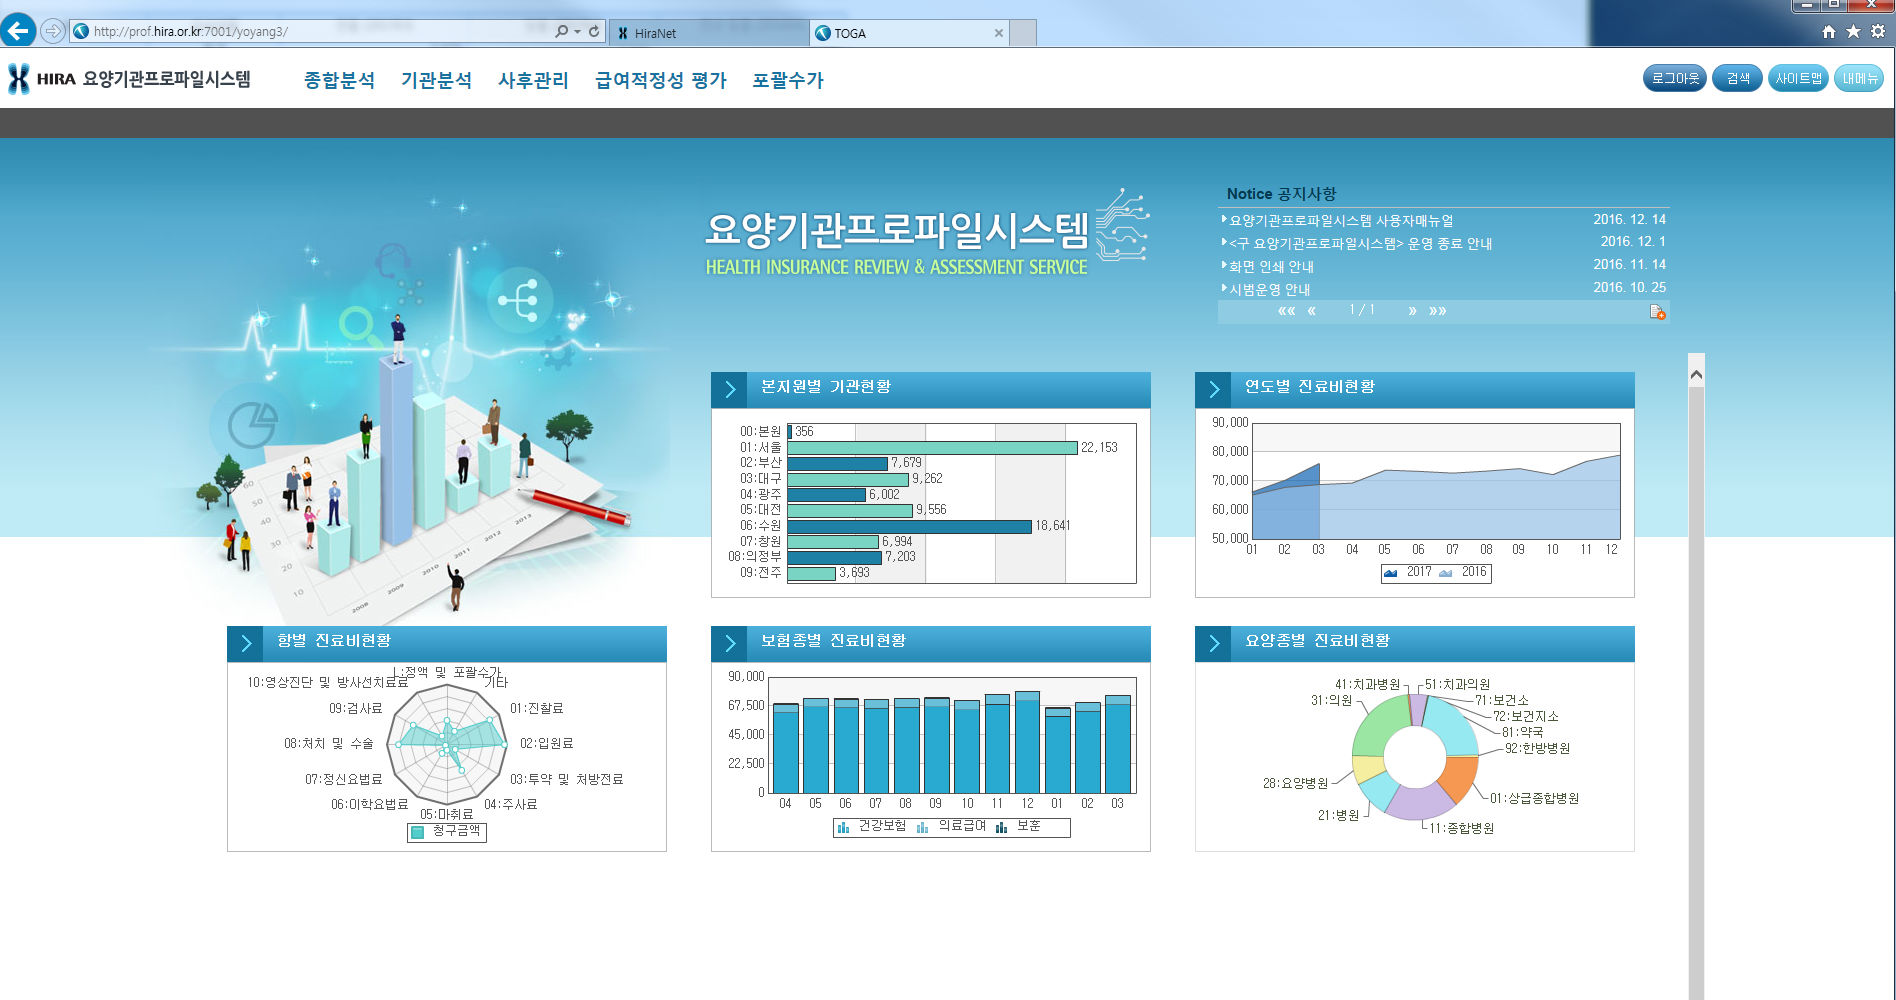 http://prof.hira.or.kr:7001/yoyang3/
HiraNet
TOGA
HIRA 요양기관프로파일시스템
종합분석 기관분석 사후관리 급여적정성 평가 포괄수가
로그아웃 검색 사이트맵 내메뉴
요양기관프로파일시스템
HEALTH INSURANCE REVIEW & ASSESSMENT SERVICE
Notice 공지사항
요양기관프로파일시스템 사용자매뉴얼 2016. 12. 14
<구 요양기관프로파일시스템> 운영 종료 안내 2016. 12. 1
화면 인쇄 안내 2016. 11. 14
시범운영 안내 2016. 10. 25
«« « 1 / 1 » »»
60
50
40
30
20
10
2008 2009 2010 2011 2012 2013
본지원별 기관현황
00:본원 356
01:서울 22,153
02:부산 7,679
03:대구 9,262
04:광주 6,002
05:대전 9,556
06:수원 18,641
07:창원 6,994
08:의정부 7,203
09:전주 3,693
연도별 진료비현황
90,000
80,000
70,000
60,000
50,000
01 02 03 04 05 06 07 08 09 10 11 12
2017 2016
항별 진료비현황
L:정액 및 포괄수가
기타
01:진찰료
02:입원료
03:투약 및 처방전료
04:주사료
05:마취료
06:이학요법료
07:정신요법료
08:처치 및 수술
09:검사료
10:영상진단 및 방사선치료료
청구금액
보험종별 진료비현황
90,000
67,500
45,000
22,500
0
04 05 06 07 08 09 10 11 12 01 02 03
건강보험 의료급여 보훈
요양종별 진료비현황
41:치과병원
51:치과의원
31:의원
71:보건소
72:보건지소
81:약국
92:한방병원
28:요양병원
01:상급종합병원
21:병원
11:종합병원